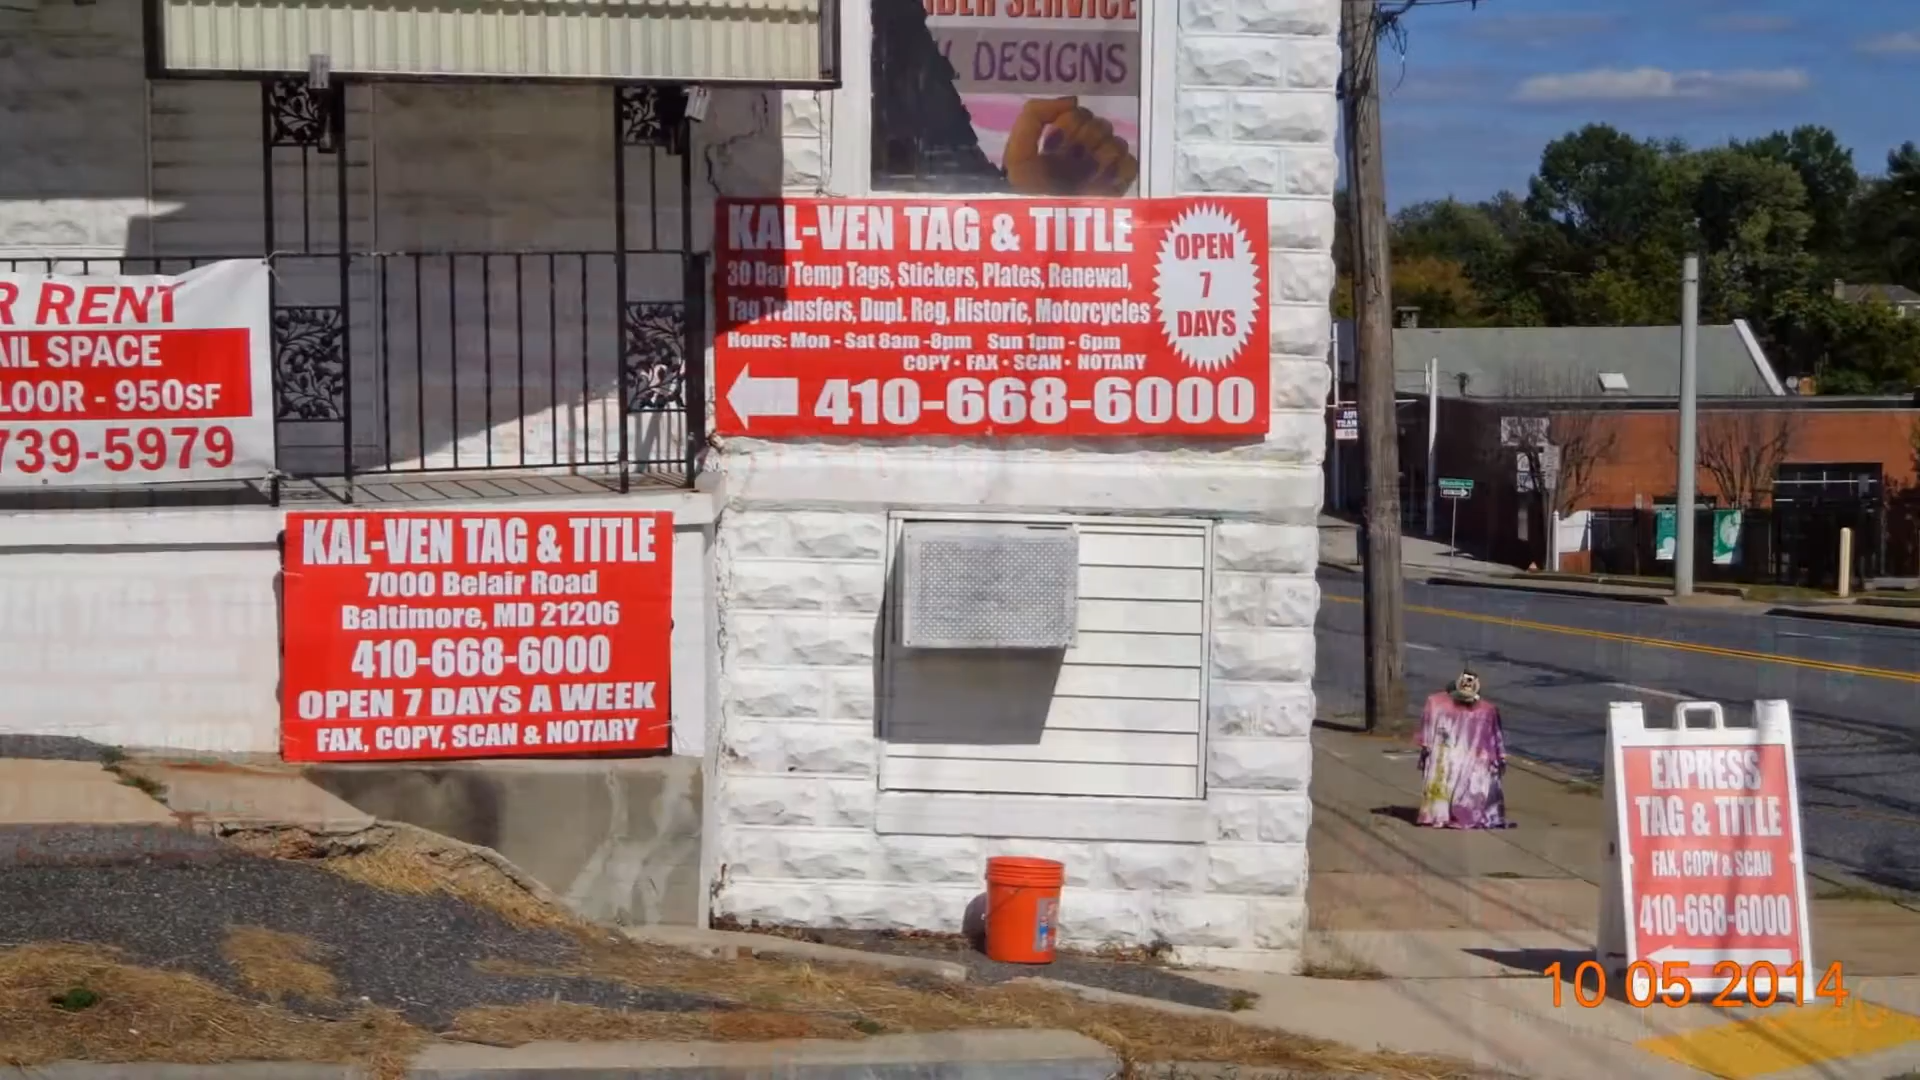 DESIGNS
KAL-VEN TAG & TITLE
30 Day Temp Tags, Stickers, Plates, Renewal,
Tag Transfers, Dupl. Reg, Historic, Motorcycles
Hours: Mon - Sat 8am -8pm Sun 1pm - 6pm
COPY • FAX • SCAN • NOTARY
410-668-6000
OPEN
7
DAYS
R RENT
AIL SPACE
LOOR - 950SF
739-5979
KAL-VEN TAG & TITLE
7000 Belair Road
Baltimore, MD 21206
410-668-6000
OPEN 7 DAYS A WEEK
FAX, COPY, SCAN & NOTARY
EXPRESS
TAG & TITLE
FAX, COPY & SCAN
410-668-6000
10 05 2014